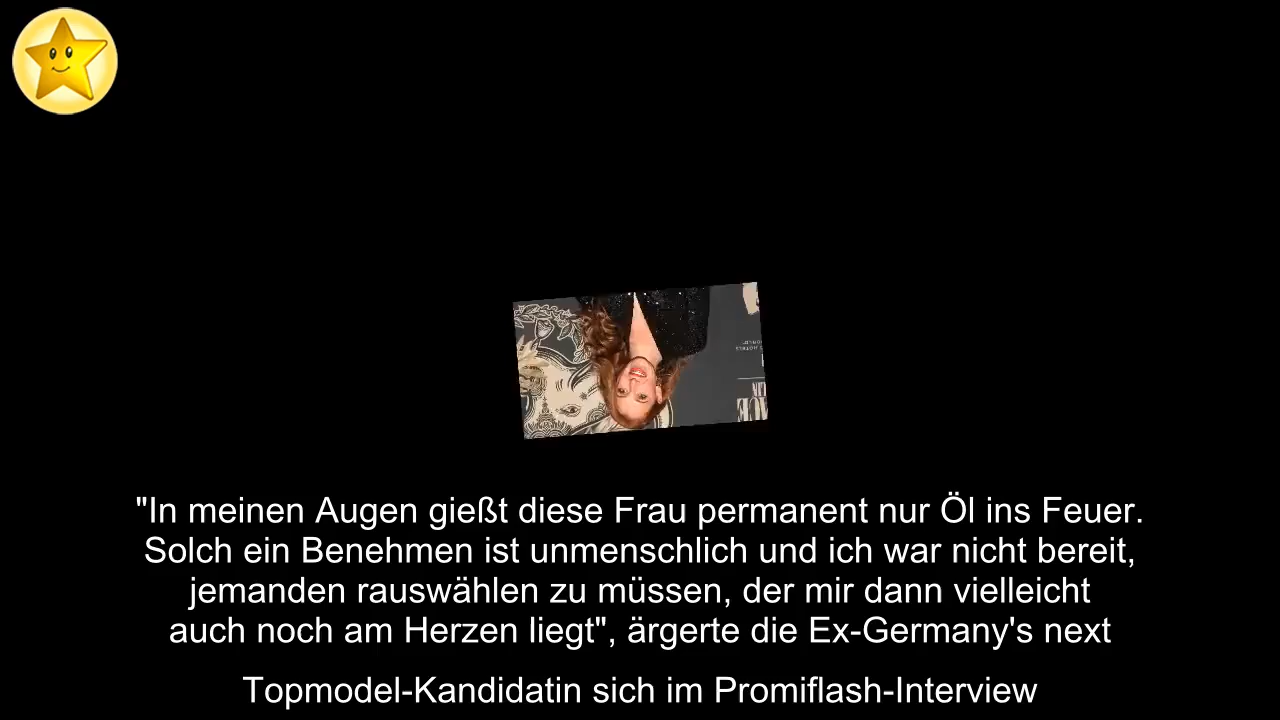 "In meinen Augen gießt diese Frau permanent nur Öl ins Feuer.
Solch ein Benehmen ist unmenschlich und ich war nicht bereit,
jemanden rauswählen zu müssen, der mir dann vielleicht
auch noch am Herzen liegt", ärgerte die Ex-Germany's next
Topmodel-Kandidatin sich im Promiflash-Interview